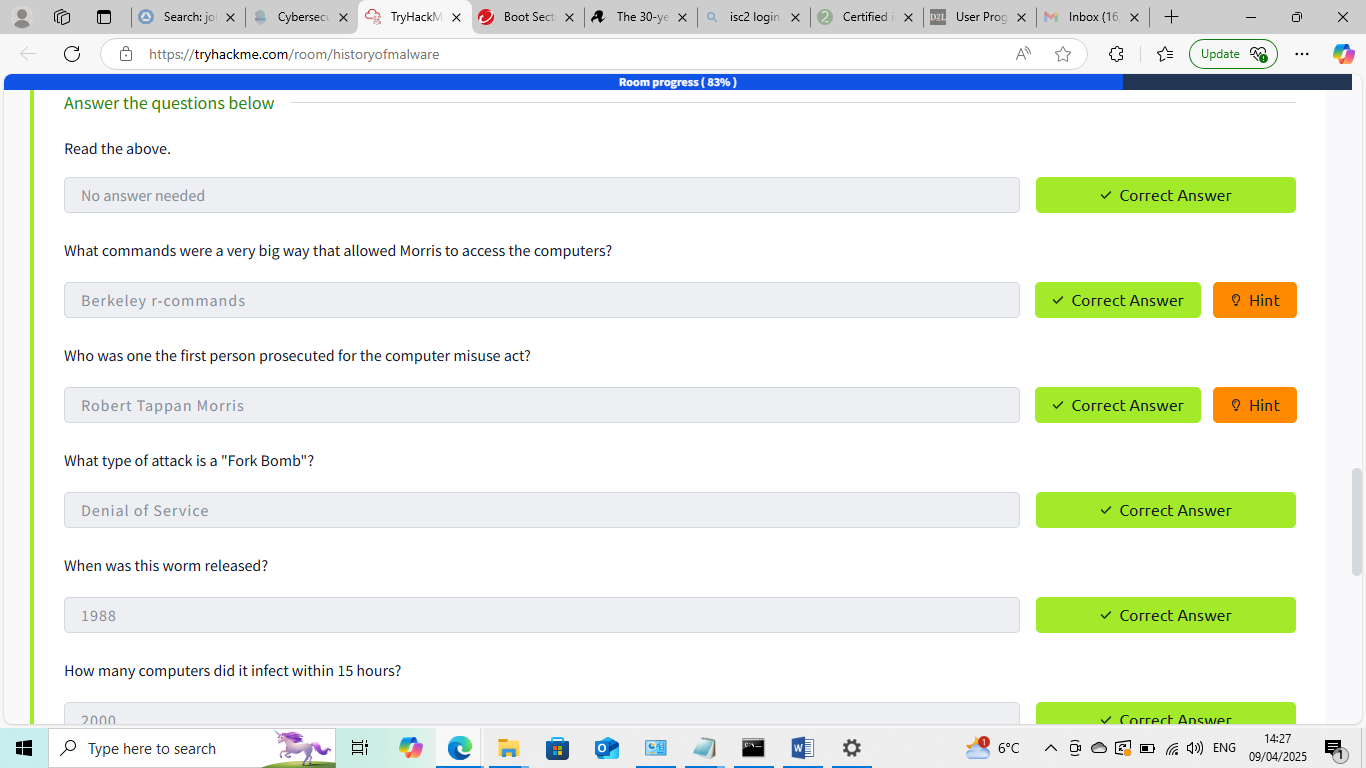 Search: jo
Cybersecu
TryHackM
Boot Sect
The 30-ye
isc2 login
Certified i
D2L
User Prog
Inbox (16,
https://tryhackme.com/room/historyofmalware
Update
Room progress ( 83% )
Answer the questions below
Read the above.
No answer needed
Correct Answer
What commands were a very big way that allowed Morris to access the computers?
Berkeley r-commands
Correct Answer
Hint
Who was one the first person prosecuted for the computer misuse act?
Robert Tappan Morris
Correct Answer
Hint
What type of attack is a "Fork Bomb"?
Denial of Service
Correct Answer
When was this worm released?
1988
Correct Answer
How many computers did it infect within 15 hours?
2000
Correct Answer
Type here to search
1
6°C
ENG
14:27
09/04/2025
1